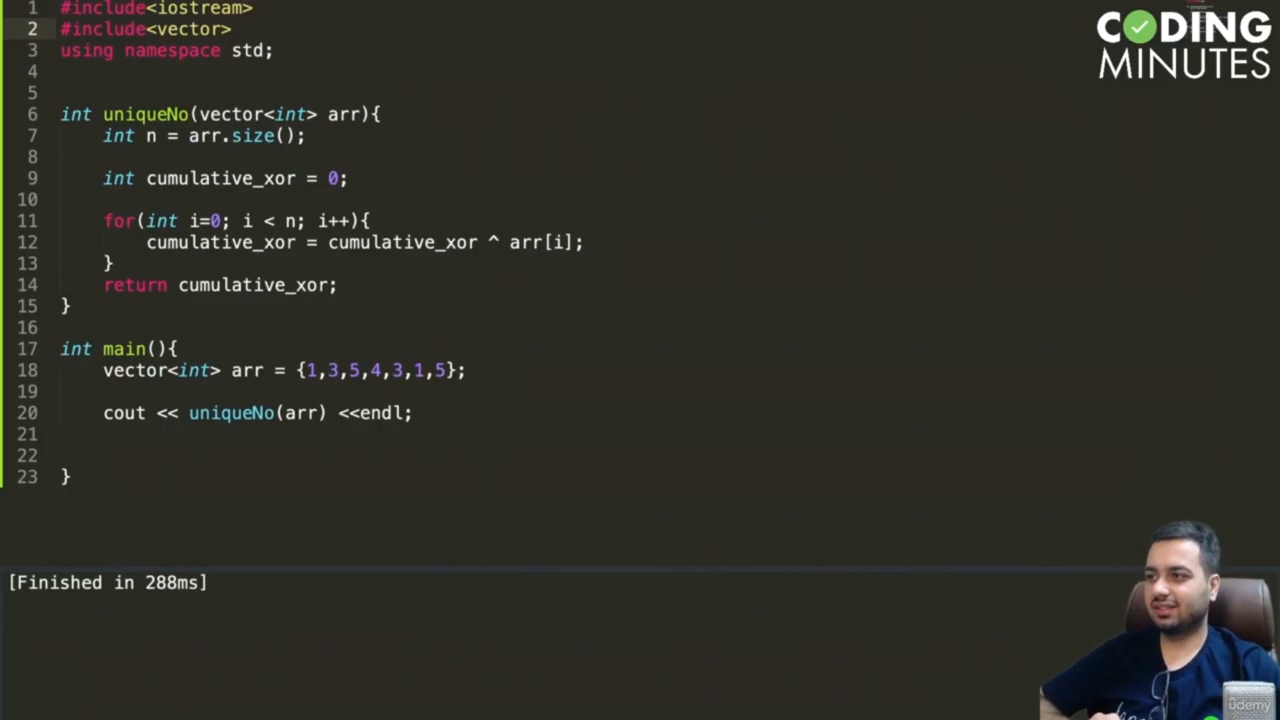 1 #include<iostream>
2 #include<vector>
3 using namespace std;
4
5
6 int uniqueNo(vector<int> arr){
7     int n = arr.size();
8
9     int cumulative_xor = 0;
10
11     for(int i=0; i < n; i++){
12         cumulative_xor = cumulative_xor ^ arr[i];
13     }
14     return cumulative_xor;
15 }
16
17 int main(){
18     vector<int> arr = {1,3,5,4,3,1,5};
19
20     cout << uniqueNo(arr) <<endl;
21
22
23 }
[Finished in 288ms]
CODING
MINUTES
ûdemy